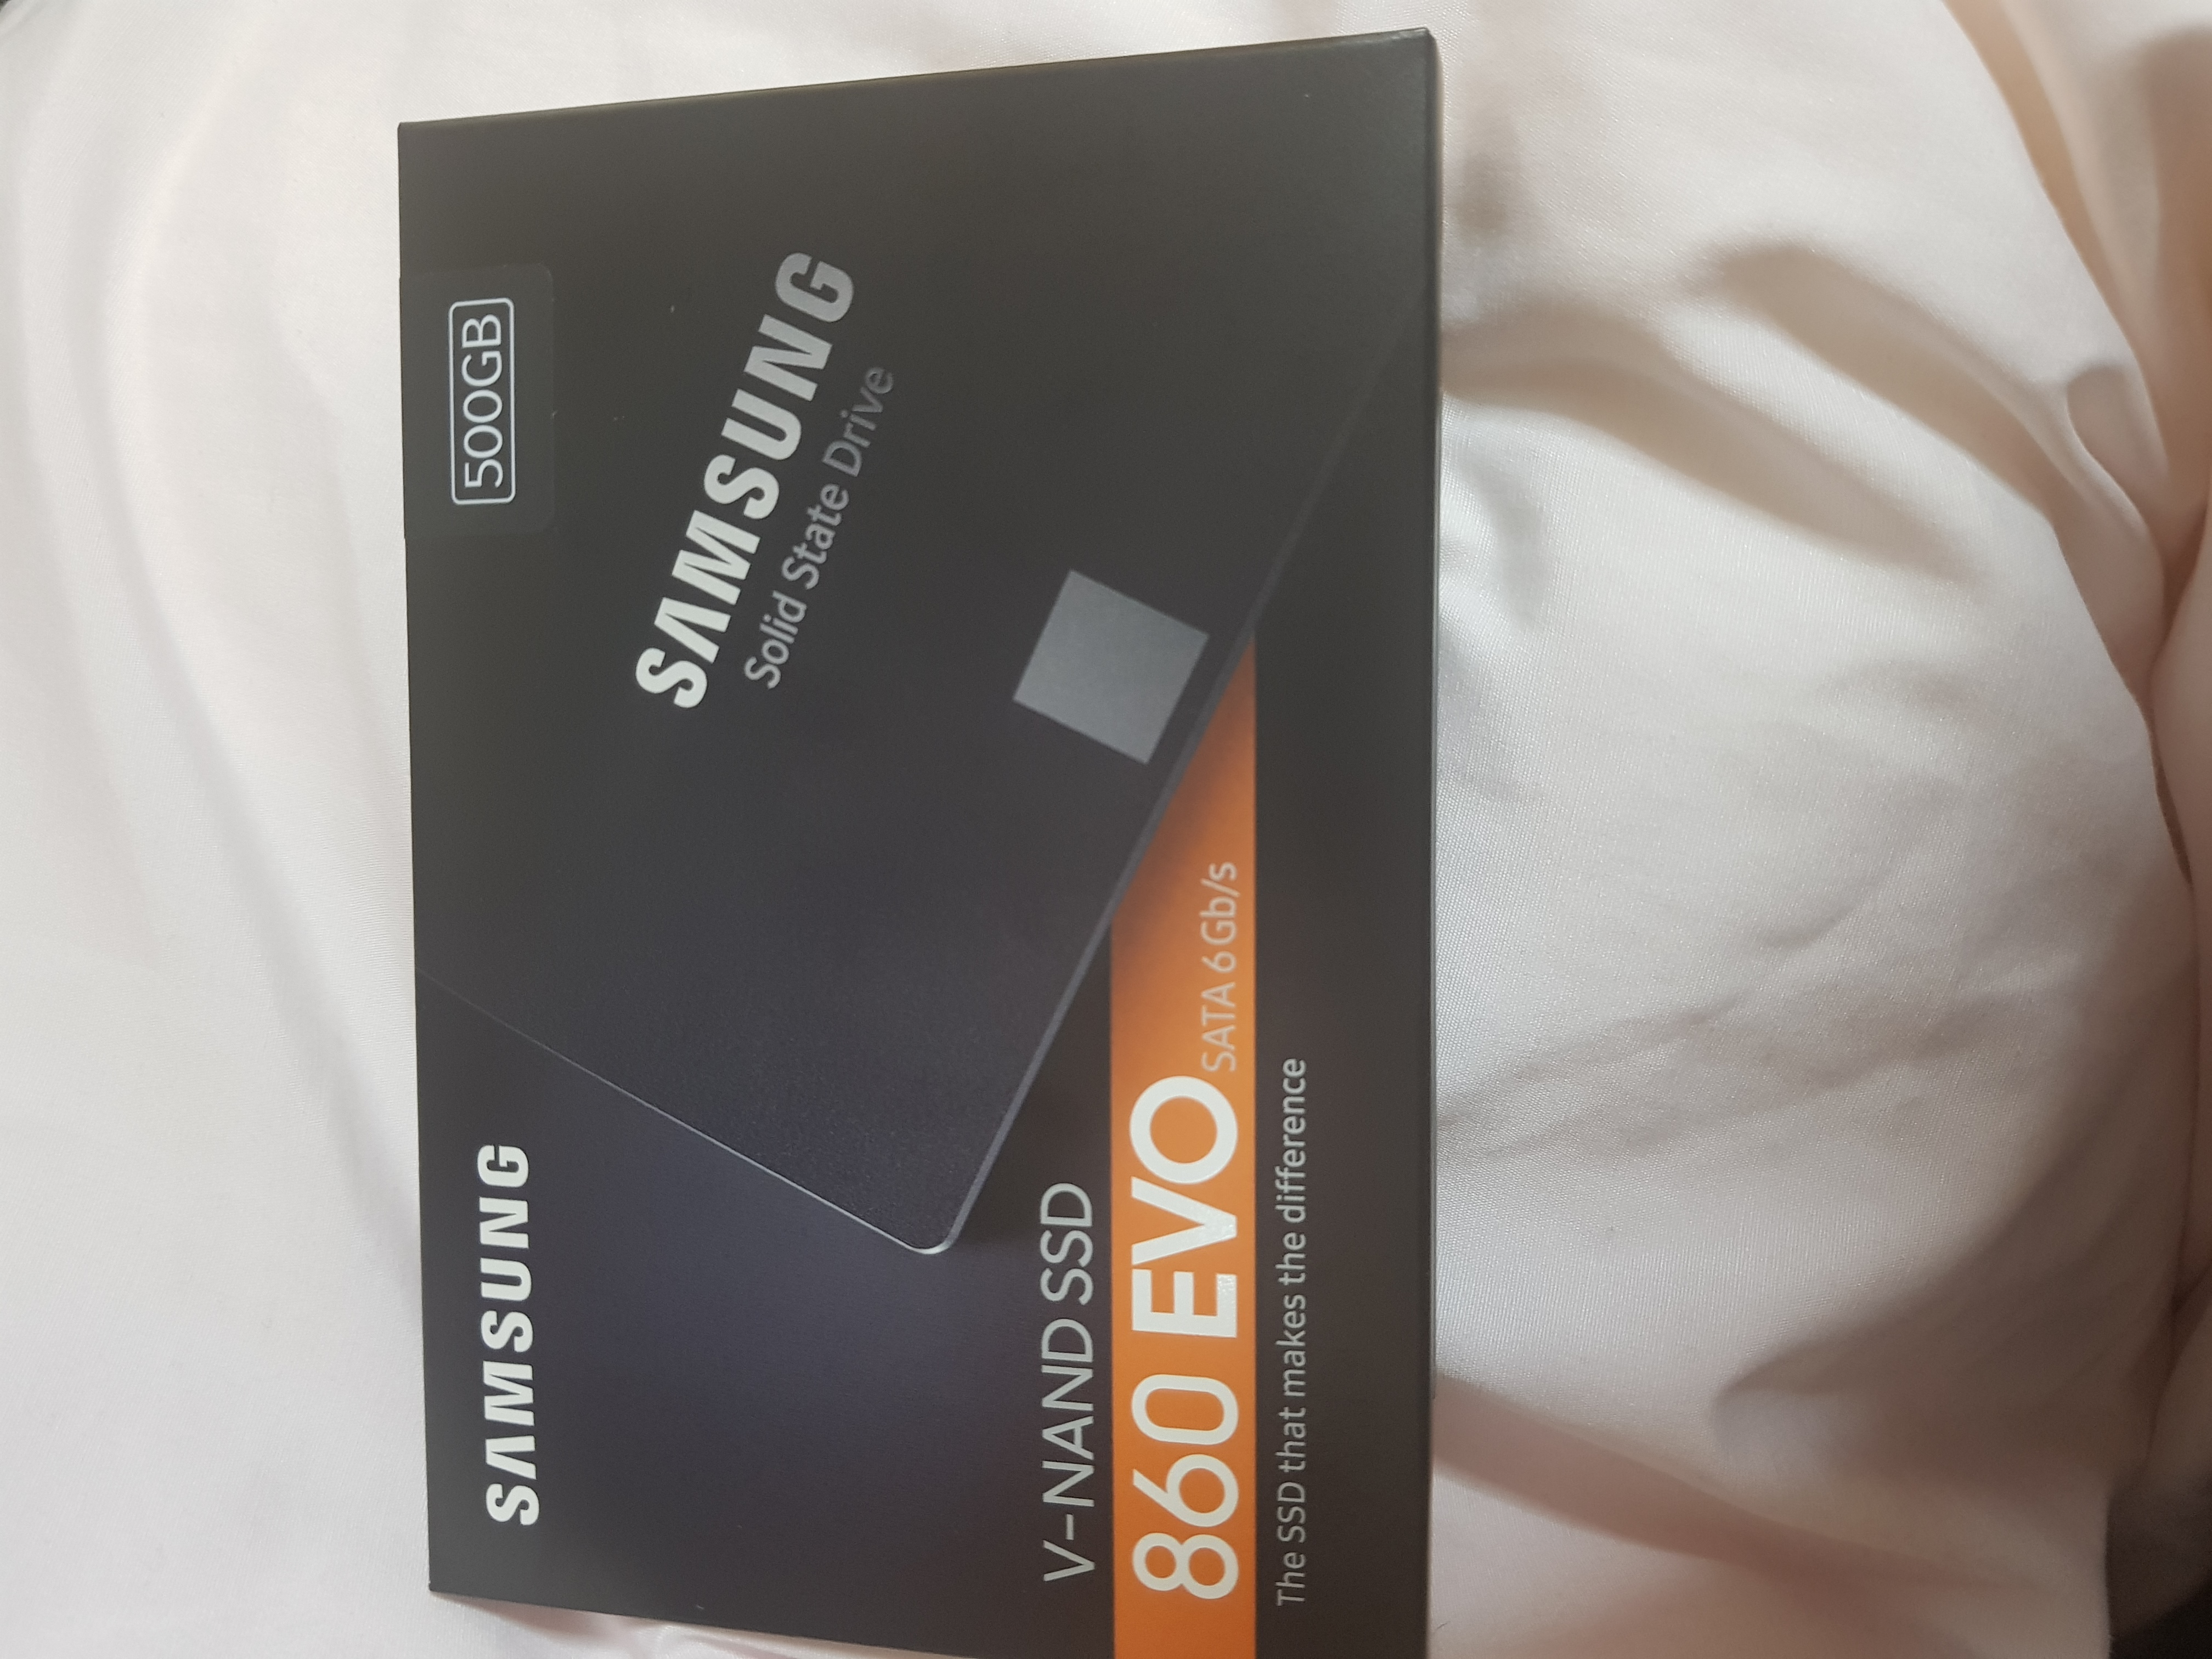 SAMSUNG
500GB
SAMSUNG
Solid State Drive
V-NAND SSD
860 EVO SATA 6 Gb/s
The SSD that makes the difference